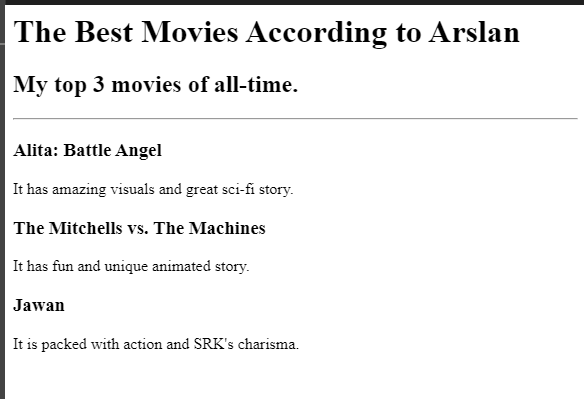 The Best Movies According to Arslan
My top 3 movies of all-time.
Alita: Battle Angel
It has amazing visuals and great sci-fi story.
The Mitchells vs. The Machines
It has fun and unique animated story.
Jawan
It is packed with action and SRK's charisma.